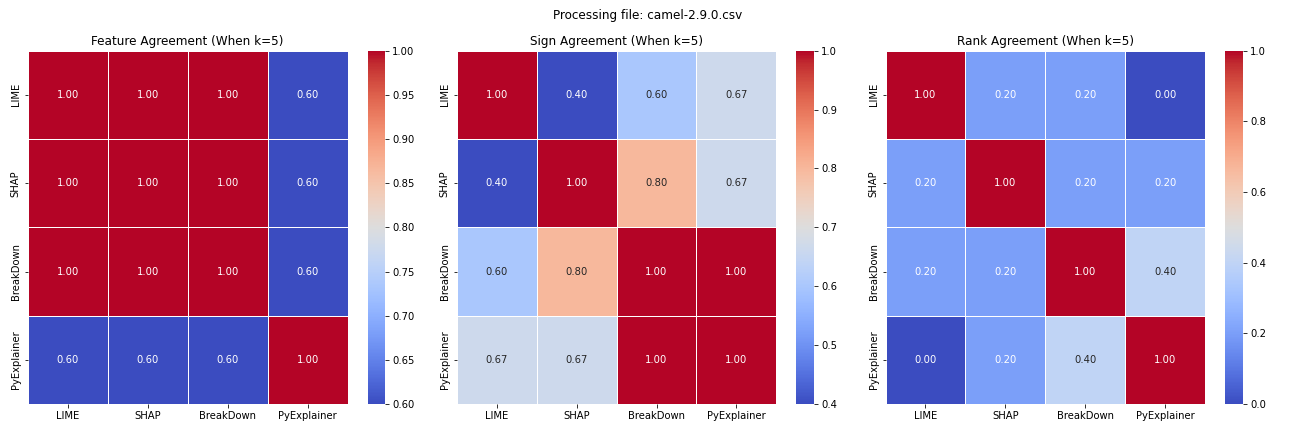 Processing file: camel-2.9.0.csv
Feature Agreement (When k=5)
LIME 1.00 1.00 1.00 0.60
SHAP 1.00 1.00 1.00 0.60
BreakDown 1.00 1.00 1.00 0.60
PyExplainer 0.60 0.60 0.60 1.00
LIME SHAP BreakDown PyExplainer
1.00
0.95
0.90
0.85
0.80
0.75
0.70
0.65
0.60
Sign Agreement (When k=5)
LIME 1.00 0.40 0.60 0.67
SHAP 0.40 1.00 0.80 0.67
BreakDown 0.60 0.80 1.00 1.00
PyExplainer 0.67 0.67 1.00 1.00
LIME SHAP BreakDown PyExplainer
1.0
0.9
0.8
0.7
0.6
0.5
0.4
Rank Agreement (When k=5)
LIME 1.00 0.20 0.20 0.00
SHAP 0.20 1.00 0.20 0.20
BreakDown 0.20 0.20 1.00 0.40
PyExplainer 0.00 0.20 0.40 1.00
LIME SHAP BreakDown PyExplainer
1.0
0.8
0.6
0.4
0.2
0.0